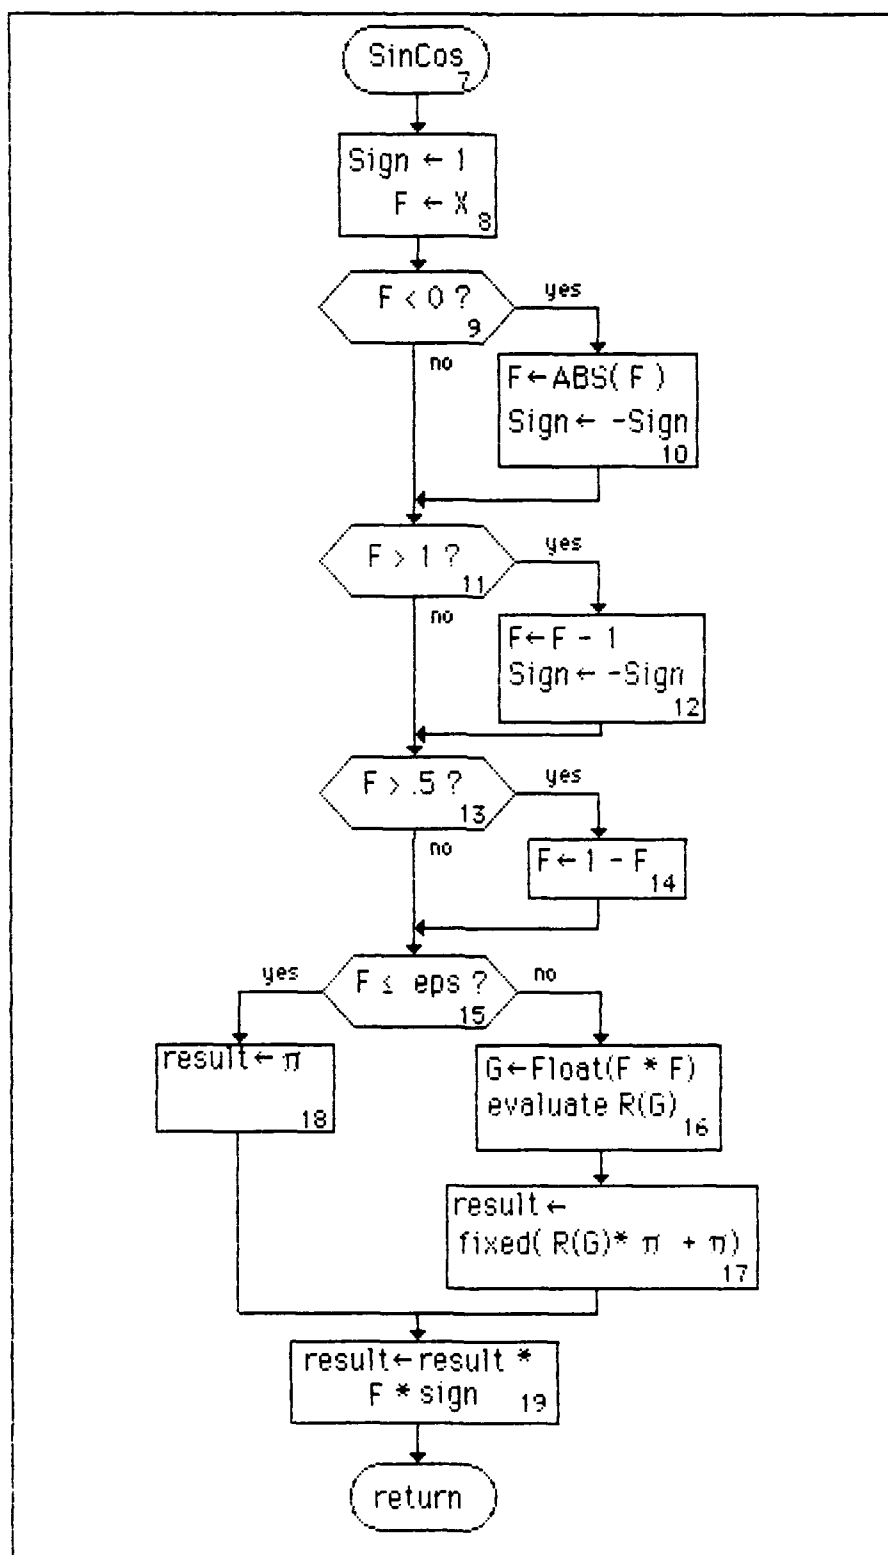 SinCos
7
Sign ← 1
F ← X
8
F < 0 ?
9
yes
no
F ← ABS( F )
Sign ← -Sign
10
F > 1 ?
11
yes
no
F ← F - 1
Sign ← -Sign
12
F > .5 ?
13
yes
no
F ← 1 - F
14
F ≤ eps ?
15
yes
no
result ← π
18
G ← Float(F * F)
evaluate R(G)
16
result ←
fixed( R(G) * π + π)
17
result ← result *
F * sign
19
return